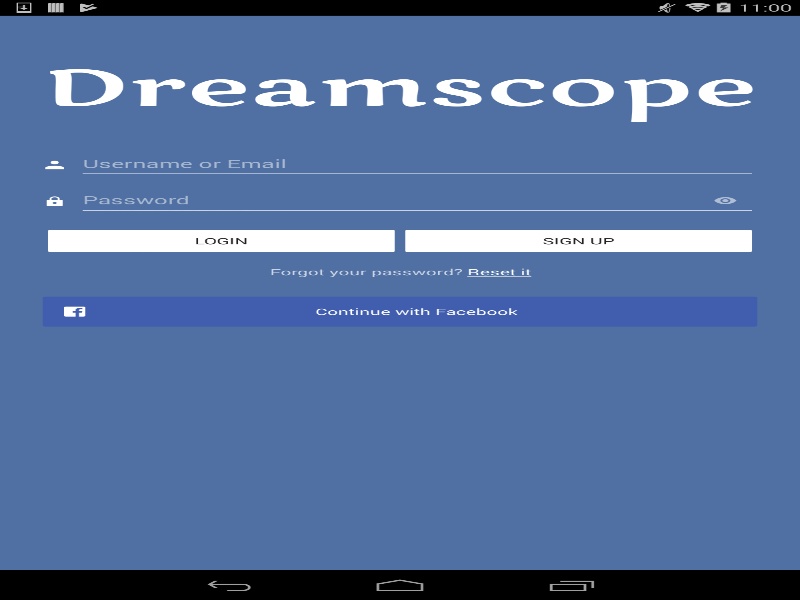 11:00
Dreamscope
Username or Email
Password
LOGIN SIGN UP
Forgot your password? Reset it
Continue with Facebook